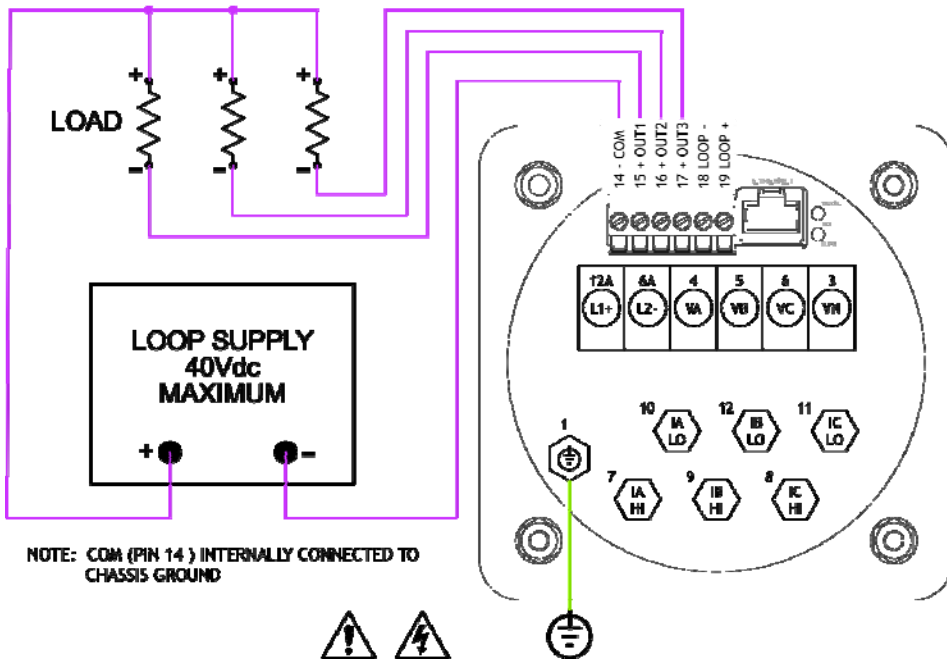 + + +
LOAD
- - -
14 - COM
15 + OUT1
16 + OUT2
17 + OUT3
18 LOOP -
19 LOOP +
12A 6A 4 5 6 3
L1+ L2- VA VB VC VN
LOOP SUPPLY
40Vdc
MAXIMUM
+ -
10 IA LO
12 IB LO
11 IC LO
1
7 IA HI
9 IB HI
8 IC HI
NOTE: COM (PIN 14 ) INTERNALLY CONNECTED TO
CHASSIS GROUND